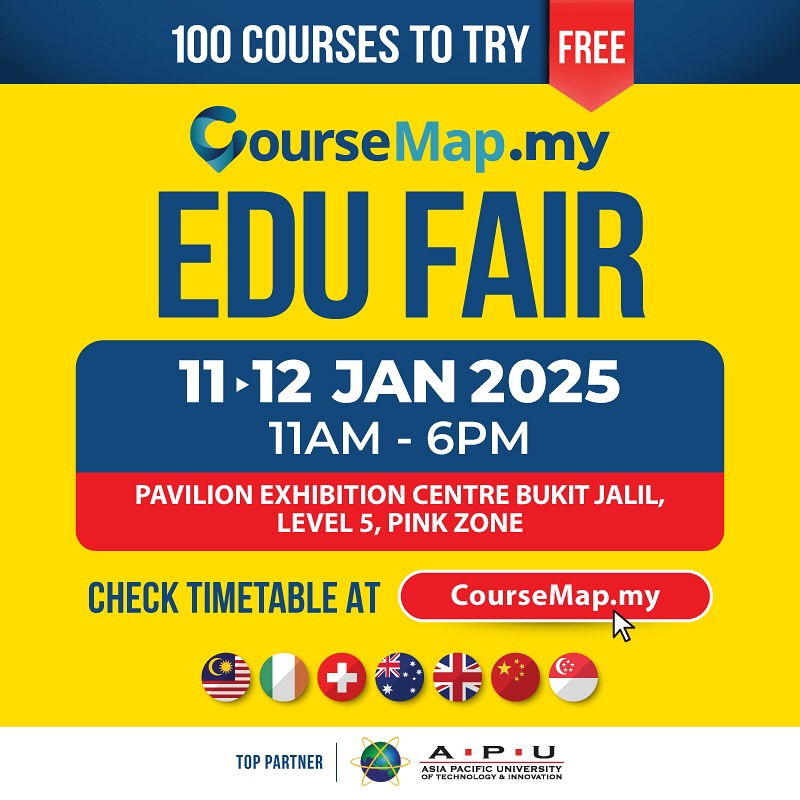 100 COURSES TO TRY FREE
CourseMap.my
EDU FAIR
11▸12 JAN 2025
11AM - 6PM
PAVILION EXHIBITION CENTRE BUKIT JALIL,
LEVEL 5, PINK ZONE
CHECK TIMETABLE AT CourseMap.my
TOP PARTNER
A·P·U
ASIA PACIFIC UNIVERSITY
OF TECHNOLOGY & INNOVATION